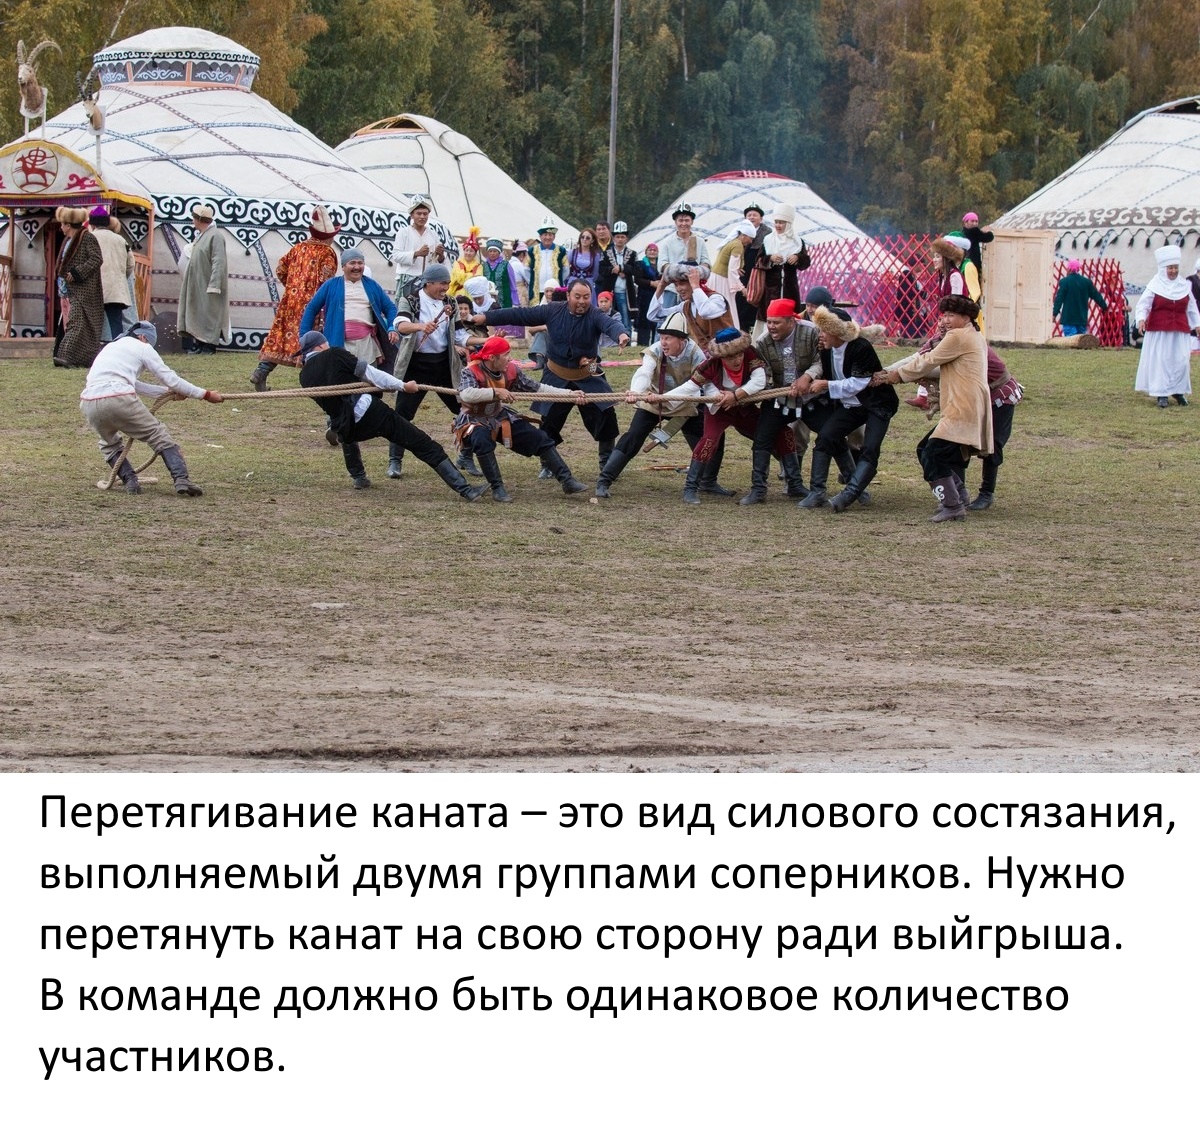 Перетягивание каната – это вид силового состязания,
выполняемый двумя группами соперников. Нужно
перетянуть канат на свою сторону ради выйгрыша.
В команде должно быть одинаковое количество
участников.